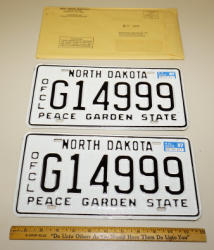 NORTH DAKOTA
OFCL
G14999
PEACE GARDEN STATE
NORTH DAKOTA
OFCL
G14999
PEACE GARDEN STATE
"Do Unto Others As You Would Have Them Do Unto You"